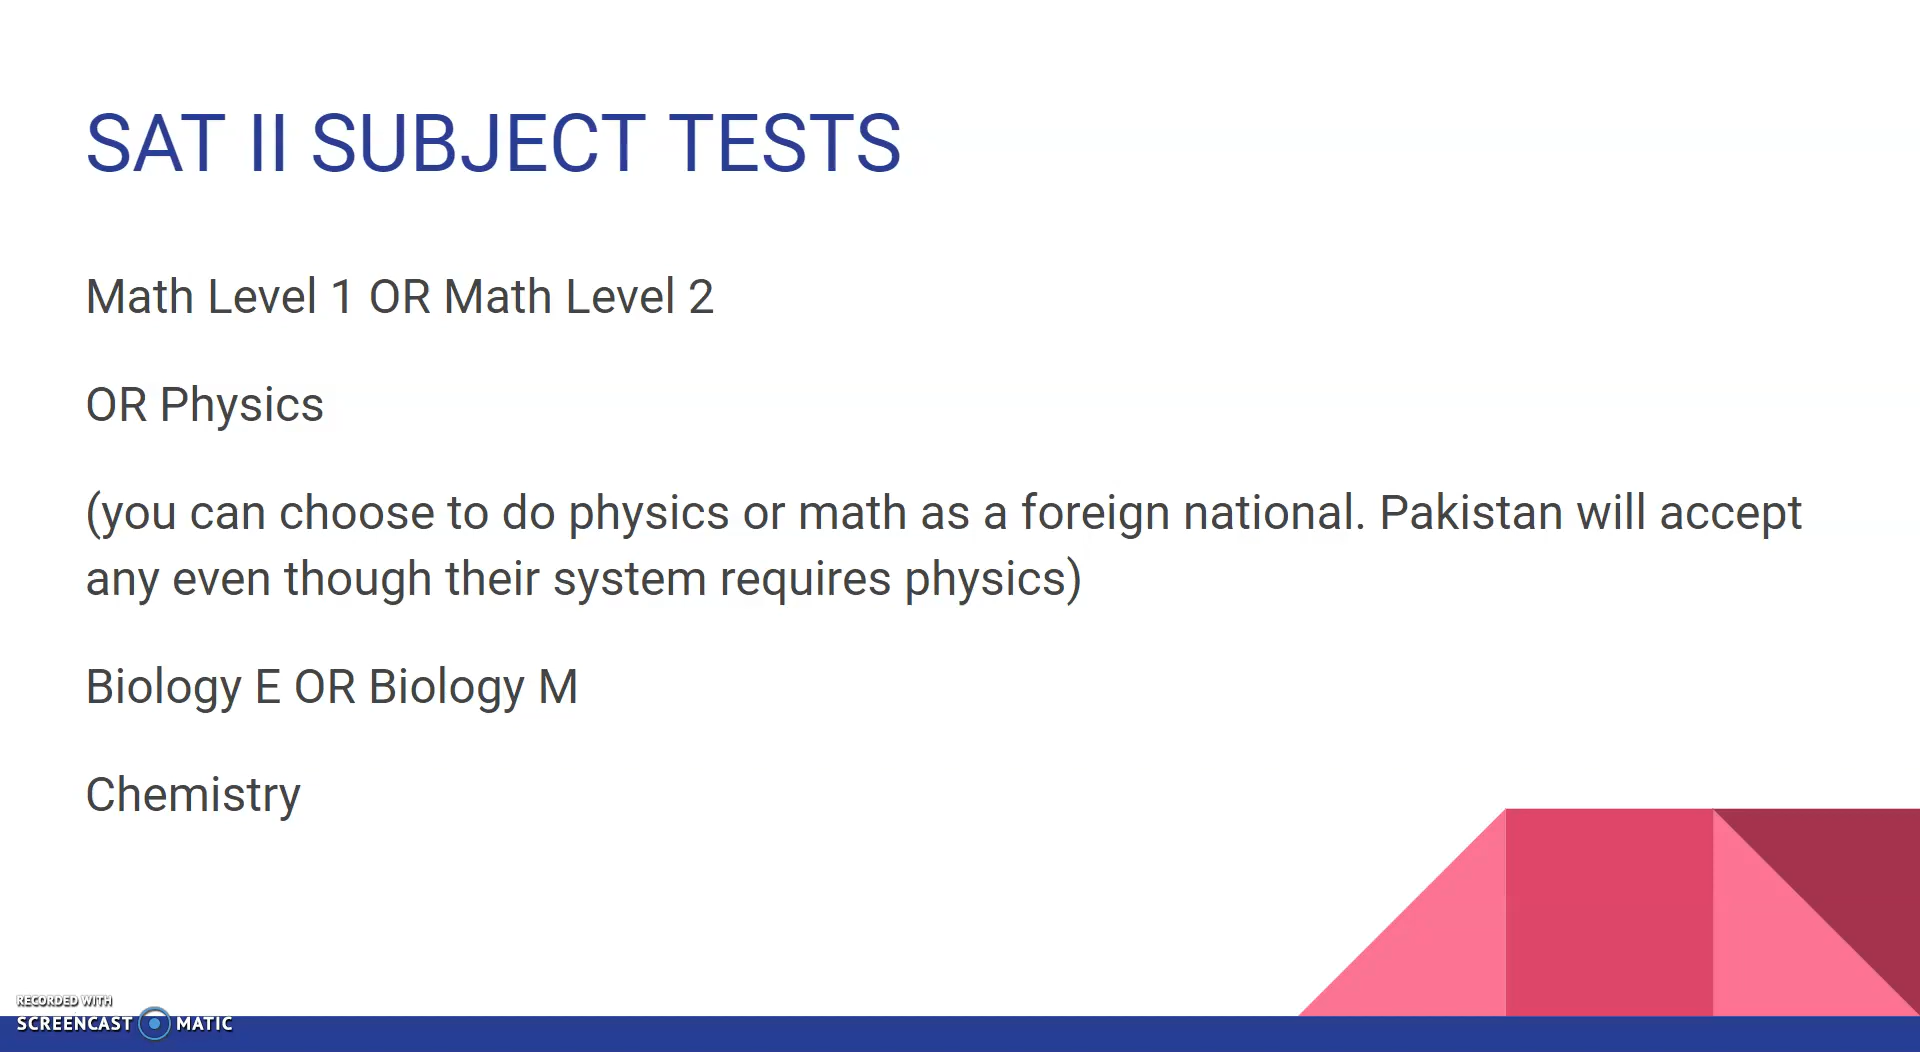 SAT II SUBJECT TESTS
Math Level 1 OR Math Level 2
OR Physics
(you can choose to do physics or math as a foreign national. Pakistan will accept
any even though their system requires physics)
Biology E OR Biology M
Chemistry
RECORDED WITH
SCREENCAST MATIC